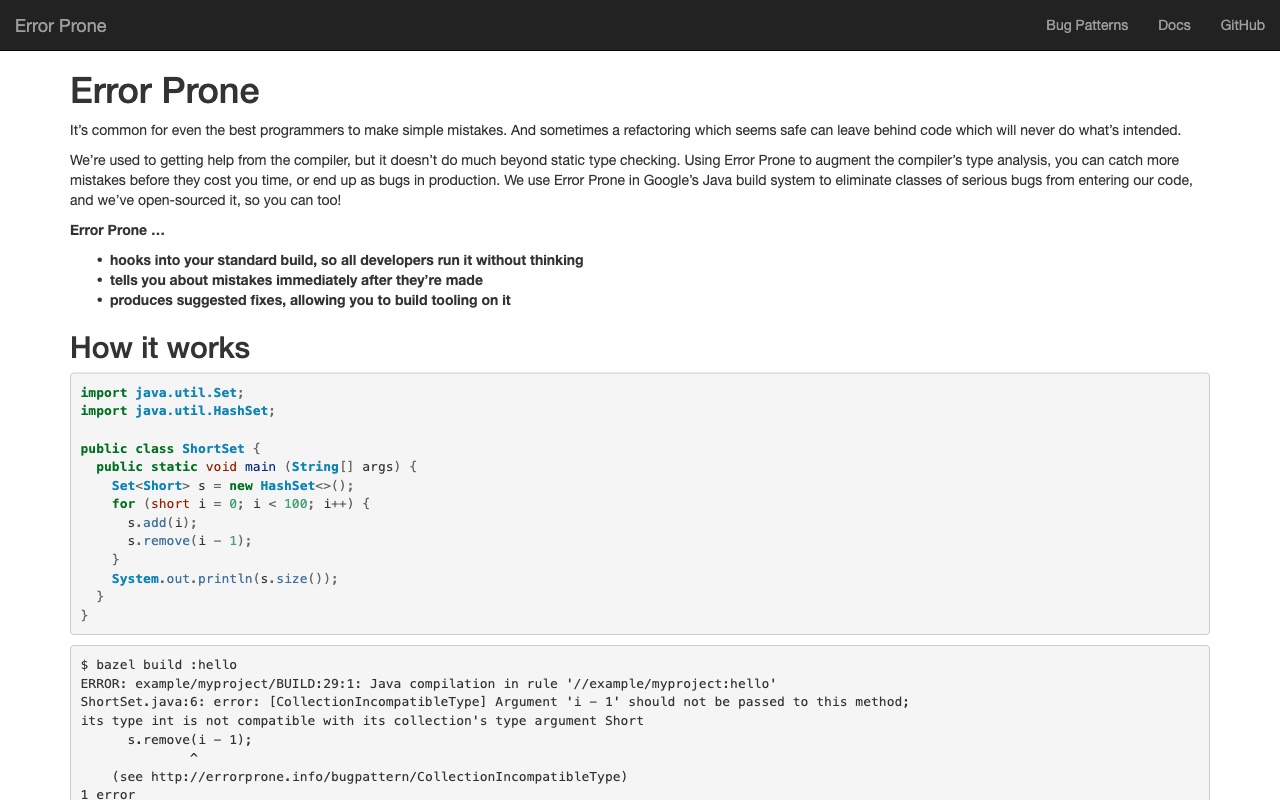 Error Prone
Bug Patterns
Docs
GitHub
Error Prone
It’s common for even the best programmers to make simple mistakes. And sometimes a refactoring which seems safe can leave behind code which will never do what’s intended.
We’re used to getting help from the compiler, but it doesn’t do much beyond static type checking. Using Error Prone to augment the compiler’s type analysis, you can catch more
mistakes before they cost you time, or end up as bugs in production. We use Error Prone in Google’s Java build system to eliminate classes of serious bugs from entering our code,
and we’ve open-sourced it, so you can too!
Error Prone …
• hooks into your standard build, so all developers run it without thinking
• tells you about mistakes immediately after they’re made
• produces suggested fixes, allowing you to build tooling on it
How it works
import java.util.Set;
import java.util.HashSet;
public class ShortSet {
  public static void main (String[] args) {
    Set<Short> s = new HashSet<>();
    for (short i = 0; i < 100; i++) {
      s.add(i);
      s.remove(i - 1);
    }
    System.out.println(s.size());
  }
}
$ bazel build :hello
ERROR: example/myproject/BUILD:29:1: Java compilation in rule '//example/myproject:hello'
ShortSet.java:6: error: [CollectionIncompatibleType] Argument 'i - 1' should not be passed to this method;
its type int is not compatible with its collection's type argument Short
      s.remove(i - 1);
              ^
    (see http://errorprone.info/bugpattern/CollectionIncompatibleType)
1 error